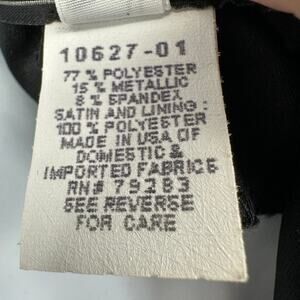 10627-01
77 % POLYESTER
15 % METALLIC
8 % SPANDEX
SATIN AND LINING :
100 % POLYESTER
MADE IN USA OF
DOMESTIC &
IMPORTED FABRICS
RN# 79283
SEE REVERSE
FOR CARE